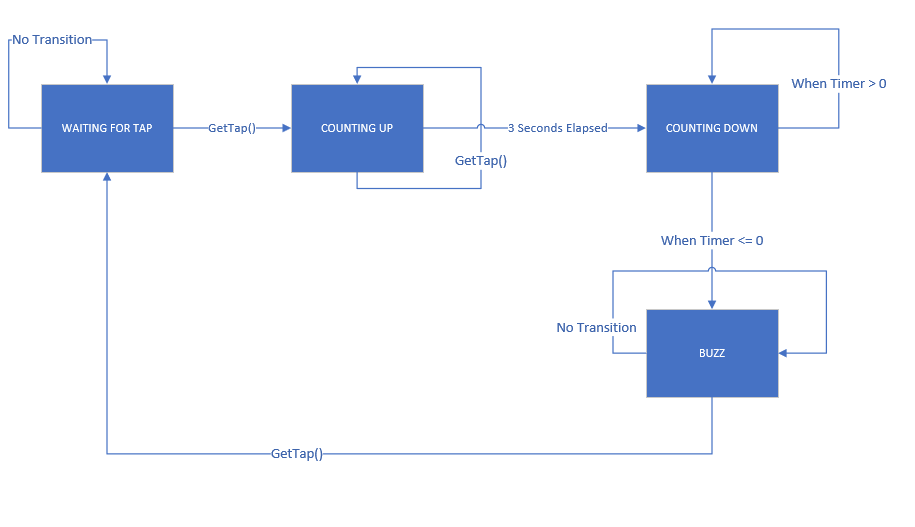 No Transition
When Timer > 0
WAITING FOR TAP
GetTap()
COUNTING UP
3 Seconds Elapsed
COUNTING DOWN
GetTap()
When Timer <= 0
No Transition
BUZZ
GetTap()